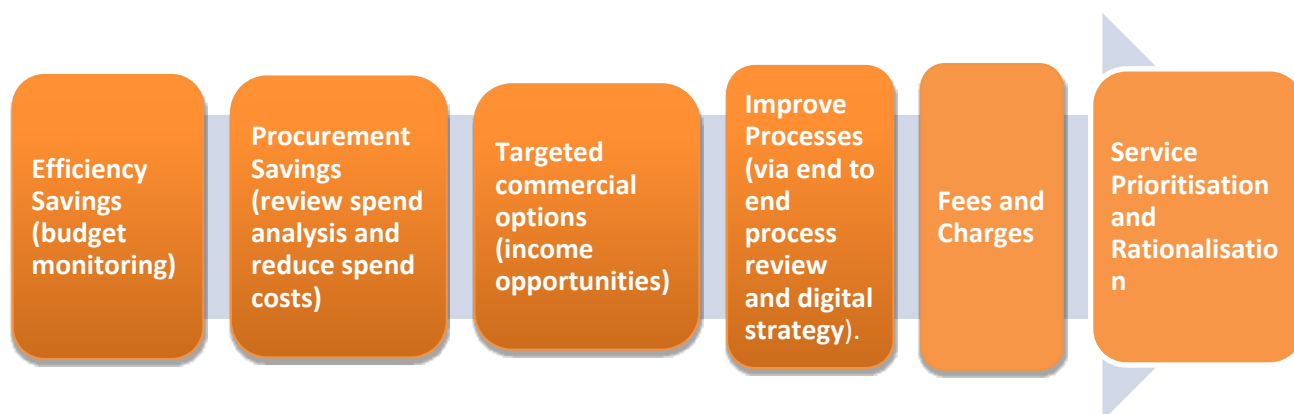 Efficiency
Savings
(budget
monitoring)
Procurement
Savings
(review spend
analysis and
reduce spend
costs)
Targeted
commercial
options
(income
opportunities)
Improve
Processes
(via end to
end
process
review
and digital
strategy).
Fees and
Charges
Service
Prioritisation
and
Rationalisatio
n